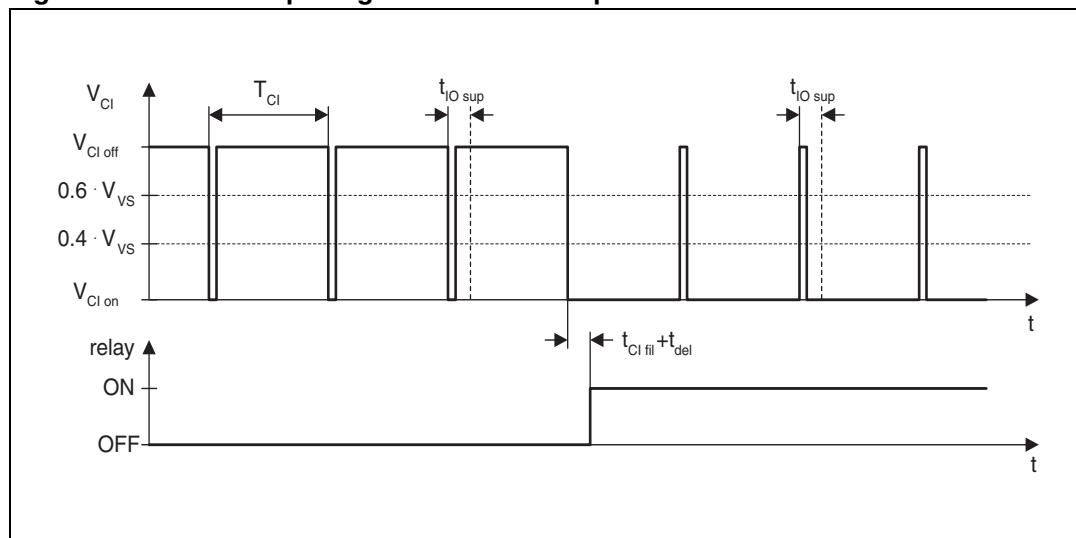 V_CI
T_CI
t_IO sup
t_IO sup
V_CI off
0.6 · V_VS
0.4 · V_VS
V_CI on
t
relay
t_CI fil+t_del
ON
OFF
t